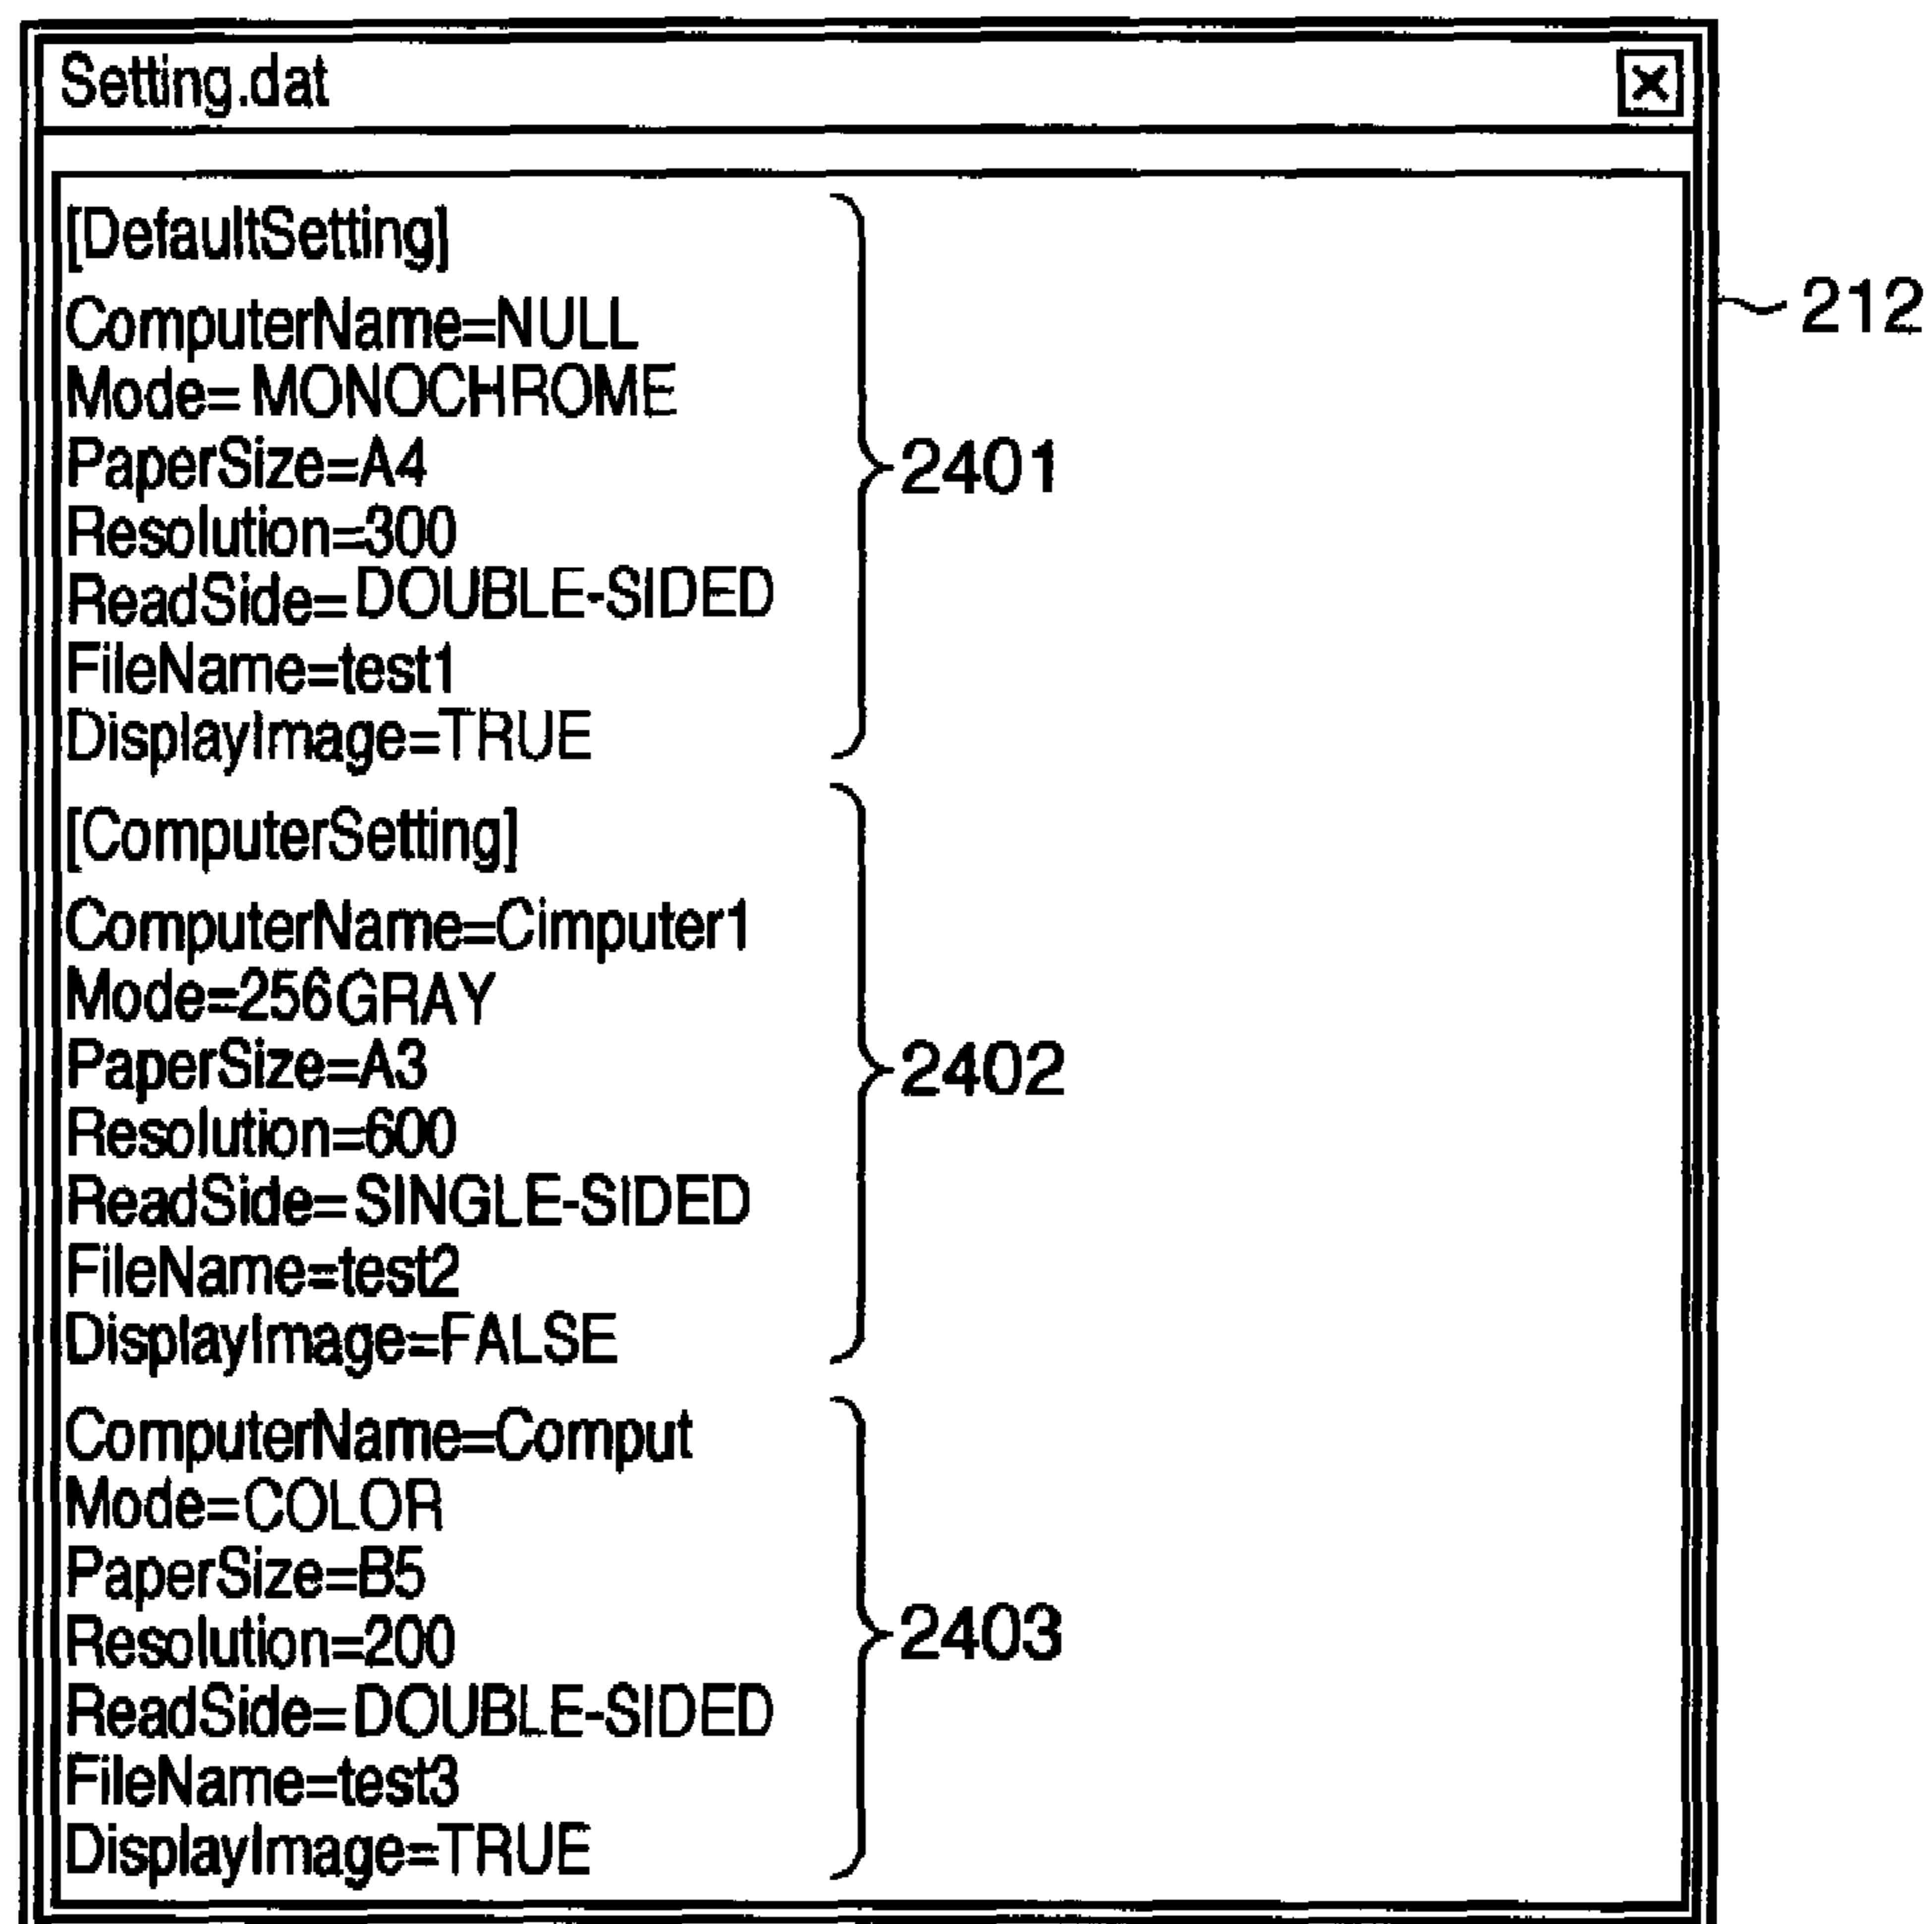 Setting.dat
[DefaultSetting]
ComputerName=NULL
Mode=MONOCHROME
PaperSize=A4
Resolution=300
ReadSide=DOUBLE-SIDED
FileName=test1
DisplayImage=TRUE
2401
212
[ComputerSetting]
ComputerName=Cimputer1
Mode=256GRAY
PaperSize=A3
Resolution=600
ReadSide=SINGLE-SIDED
FileName=test2
DisplayImage=FALSE
2402
ComputerName=Comput
Mode=COLOR
PaperSize=B5
Resolution=200
ReadSide=DOUBLE-SIDED
FileName=test3
DisplayImage=TRUE
2403